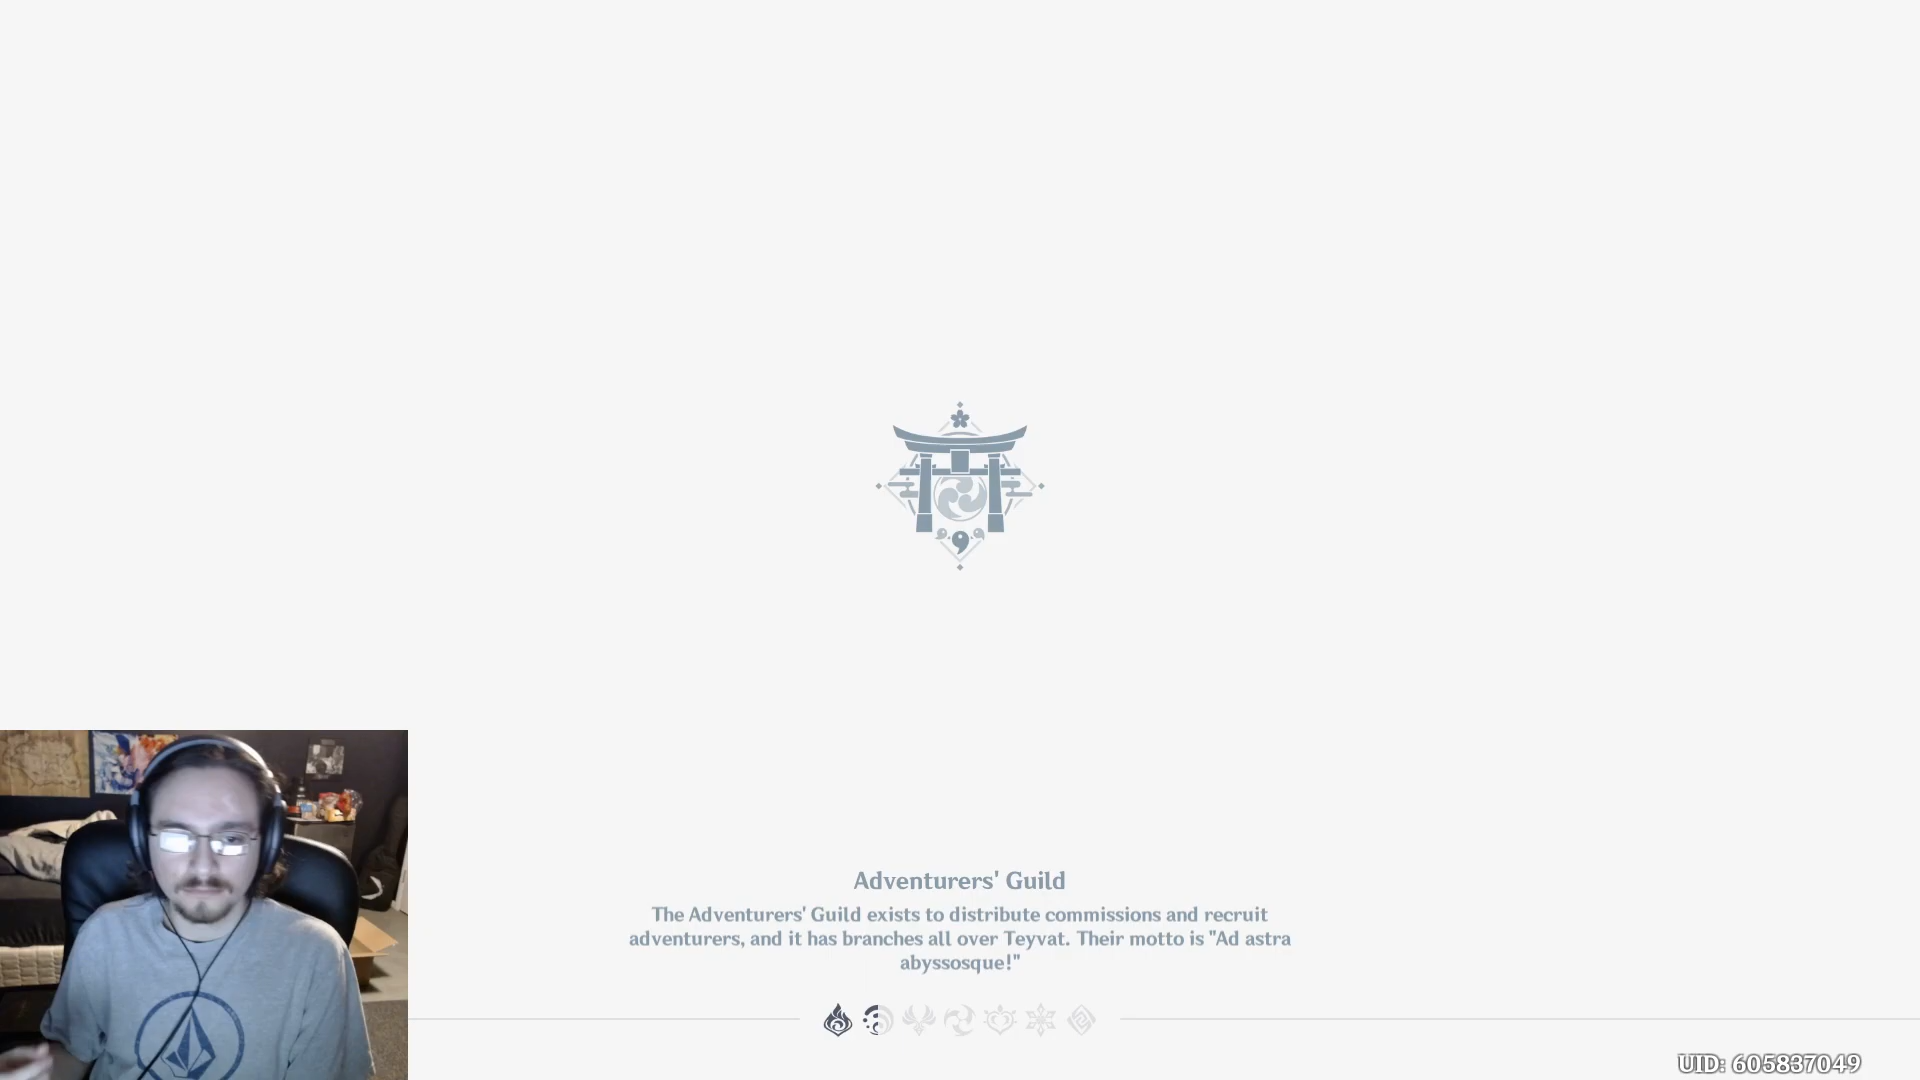 Adventurers' Guild
The Adventurers' Guild exists to distribute commissions and recruit
adventurers, and it has branches all over Teyvat. Their motto is "Ad astra
abyssosque!"
UID: 605837049